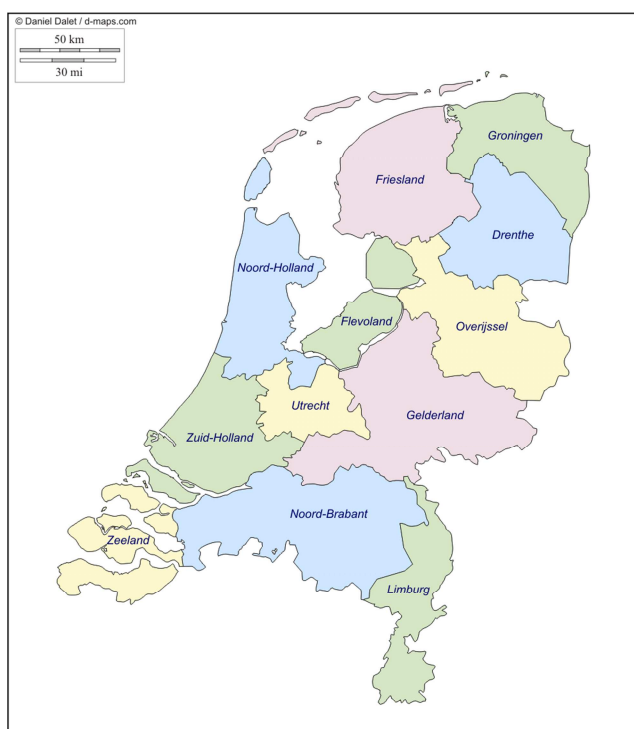 © Daniel Dalet / d-maps.com
50 km
30 mi
Groningen
Friesland
Drenthe
Noord-Holland
Flevoland
Overijssel
Utrecht
Gelderland
Zuid-Holland
Noord-Brabant
Zeeland
Limburg